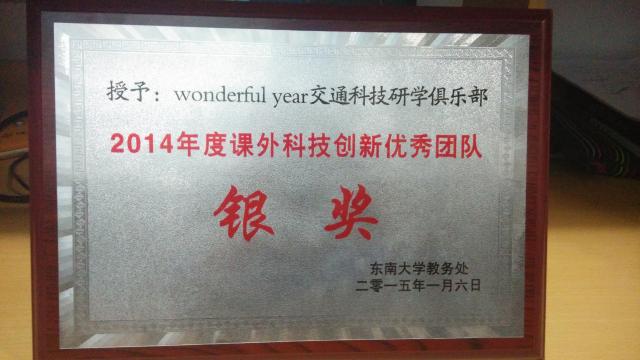 授予：wonderful year交通科技研学俱乐部
2014年度课外科技创新优秀团队
银 奖
东南大学教务处
二零一五年一月六日